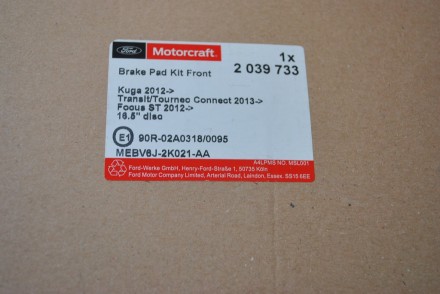 Ford
Motorcraft
1x
2 039 733
Brake Pad Kit Front
Kuga 2012->
Transit/Tourneo Connect 2013->
Focus ST 2012->
16.5" disc
E1 90R-02A0318/0095
MEBV6J-2K021-AA
A4LPMS NO. MSL001
Ford-Werke GmbH, Henry-Ford-Straße 1, 50735 Köln
Ford Motor Company Limited, Arterial Road, Laindon, Essex. SS15 6EE